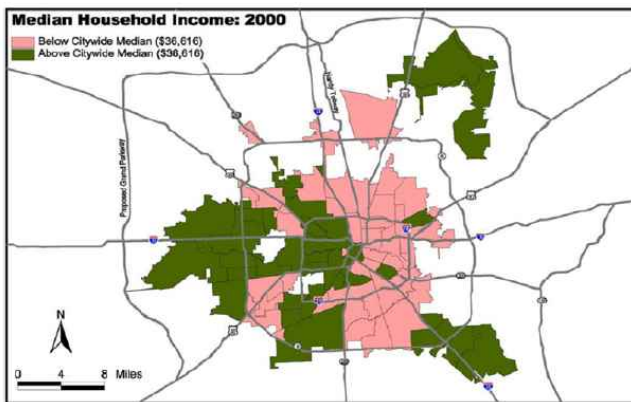 Median Household Income: 2000
Below Citywide Median ($36,616)
Above Citywide Median ($36,616)
Hardy Tollway
Proposed Grand Parkway
N
0 4 8 Miles